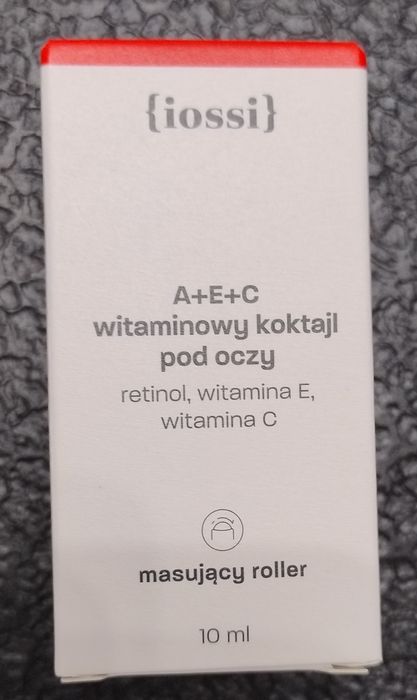 {iossi}
A+E+C
witaminowy koktajl
pod oczy
retinol, witamina E,
witamina C
masujący roller
10 ml